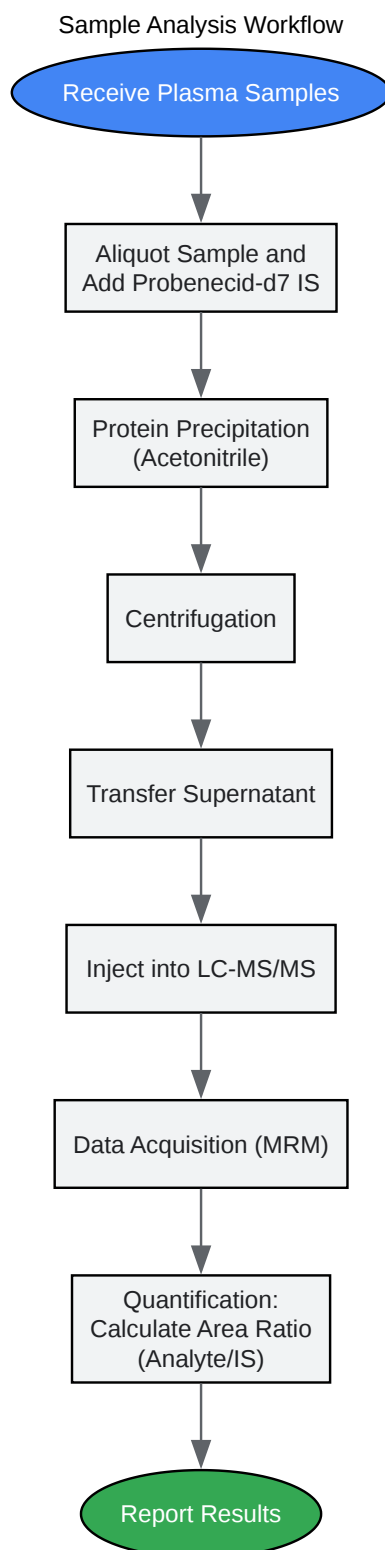 Sample Analysis Workflow
Receive Plasma Samples
Aliquot Sample and
Add Probenecid-d7 IS
Protein Precipitation
(Acetonitrile)
Centrifugation
Transfer Supernatant
Inject into LC-MS/MS
Data Acquisition (MRM)
Quantification:
Calculate Area Ratio
(Analyte/IS)
Report Results